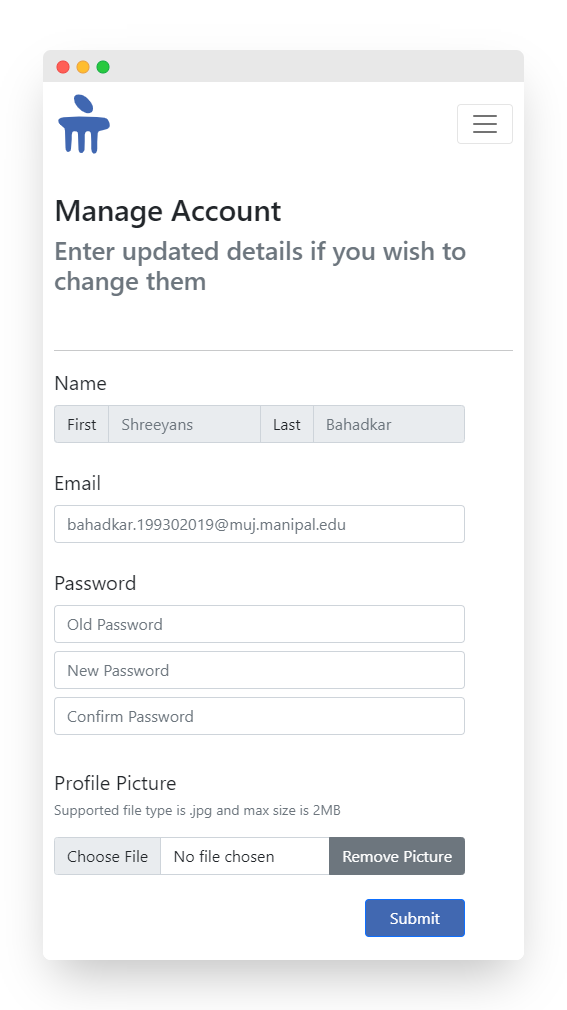 Manage Account
Enter updated details if you wish to
change them
Name
First Shreeyans Last Bahadkar
Email
bahadkar.199302019@muj.manipal.edu
Password
Old Password
New Password
Confirm Password
Profile Picture
Supported file type is .jpg and max size is 2MB
Choose File No file chosen Remove Picture
Submit